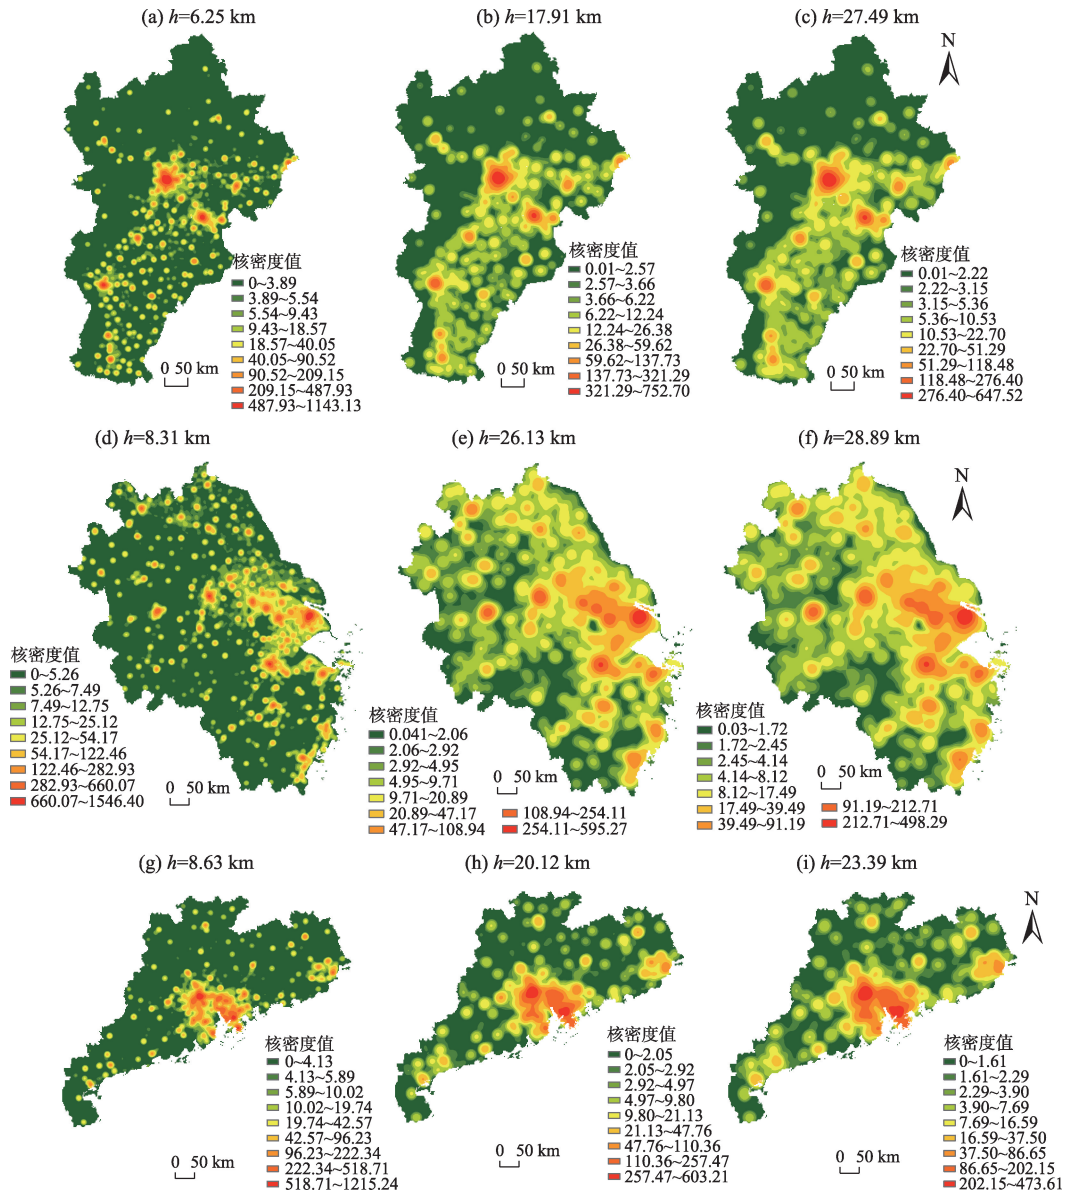 (a) h=6.25 km
(b) h=17.91 km
(c) h=27.49 km
N
核密度值
0~3.89
3.89~5.54
5.54~9.43
9.43~18.57
18.57~40.05
40.05~90.52
90.52~209.15
209.15~487.93
487.93~1143.13
0 50 km
核密度值
0.01~2.57
2.57~3.66
3.66~6.22
6.22~12.24
12.24~26.38
26.38~59.62
59.62~137.73
137.73~321.29
321.29~752.70
0 50 km
核密度值
0.01~2.22
2.22~3.15
3.15~5.36
5.36~10.53
10.53~22.70
22.70~51.29
51.29~118.48
118.48~276.40
276.40~647.52
0 50 km
(d) h=8.31 km
(e) h=26.13 km
(f) h=28.89 km
N
核密度值
0~5.26
5.26~7.49
7.49~12.75
12.75~25.12
25.12~54.17
54.17~122.46
122.46~282.93
282.93~660.07
660.07~1546.40
0 50 km
核密度值
0.041~2.06
2.06~2.92
2.92~4.95
4.95~9.71
9.71~20.89
20.89~47.17
47.17~108.94
108.94~254.11
254.11~595.27
0 50 km
核密度值
0.03~1.72
1.72~2.45
2.45~4.14
4.14~8.12
8.12~17.49
17.49~39.49
39.49~91.19
91.19~212.71
212.71~498.29
0 50 km
(g) h=8.63 km
(h) h=20.12 km
(i) h=23.39 km
N
核密度值
0~4.13
4.13~5.89
5.89~10.02
10.02~19.74
19.74~42.57
42.57~96.23
96.23~222.34
222.34~518.71
518.71~1215.24
0 50 km
核密度值
0~2.05
2.05~2.92
2.92~4.97
4.97~9.80
9.80~21.13
21.13~47.76
47.76~110.36
110.36~257.47
257.47~603.21
0 50 km
核密度值
0~1.61
1.61~2.29
2.29~3.90
3.90~7.69
7.69~16.59
16.59~37.50
37.50~86.65
86.65~202.15
202.15~473.61
0 50 km